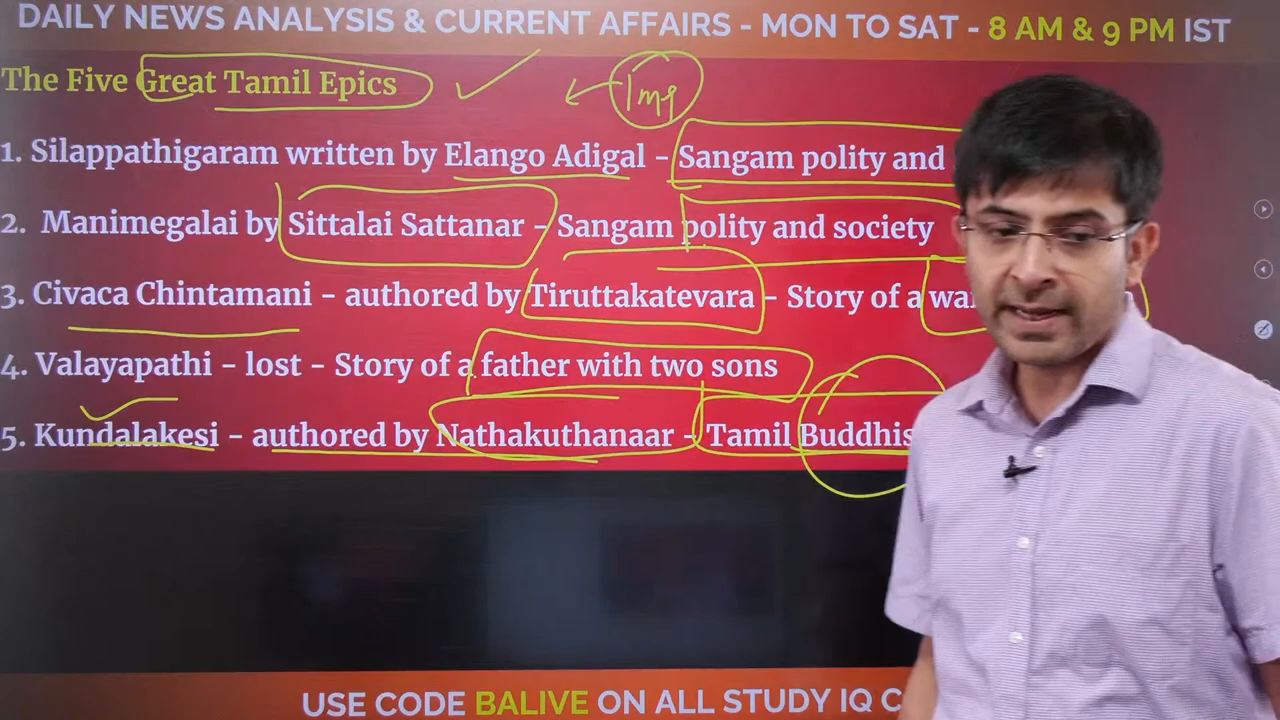 DAILY NEWS ANALYSIS & CURRENT AFFAIRS - MON TO SAT - 8 AM & 9 PM IST
The Five Great Tamil Epics
Imq
1. Silappathigaram written by Elango Adigal – Sangam polity and
2. Manimegalai by Sittalai Sattanar – Sangam polity and society
3. Civaca Chintamani – authored by Tiruttakatevara – Story of a
4. Valayapathi – lost – Story of a father with two sons
5. Kundalakesi – authored by Nathakuthanaar – Tamil
USE CODE BALIVE ON ALL STUDY IQ